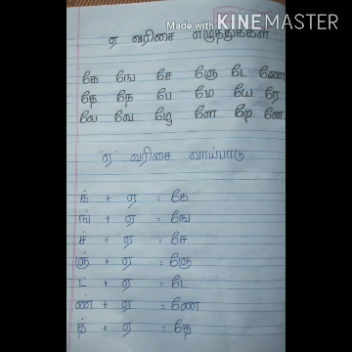 Made with KINEMASTER
ஏ வரிசை எழுத்துக்கள்
கே ஙே சே ஞே டே ணே
தே நே பே மே யே ரே
லே வே ழே ளே றே னே
"ஏ" வரிசை வாய்பாடு
க் + ஏ = கே
ங் + ஏ = ஙே
ச் + ஏ = சே
ஞ் + ஏ = ஞே
ட் + ஏ = டே
ண் + ஏ = ணே
த் + ஏ = தே